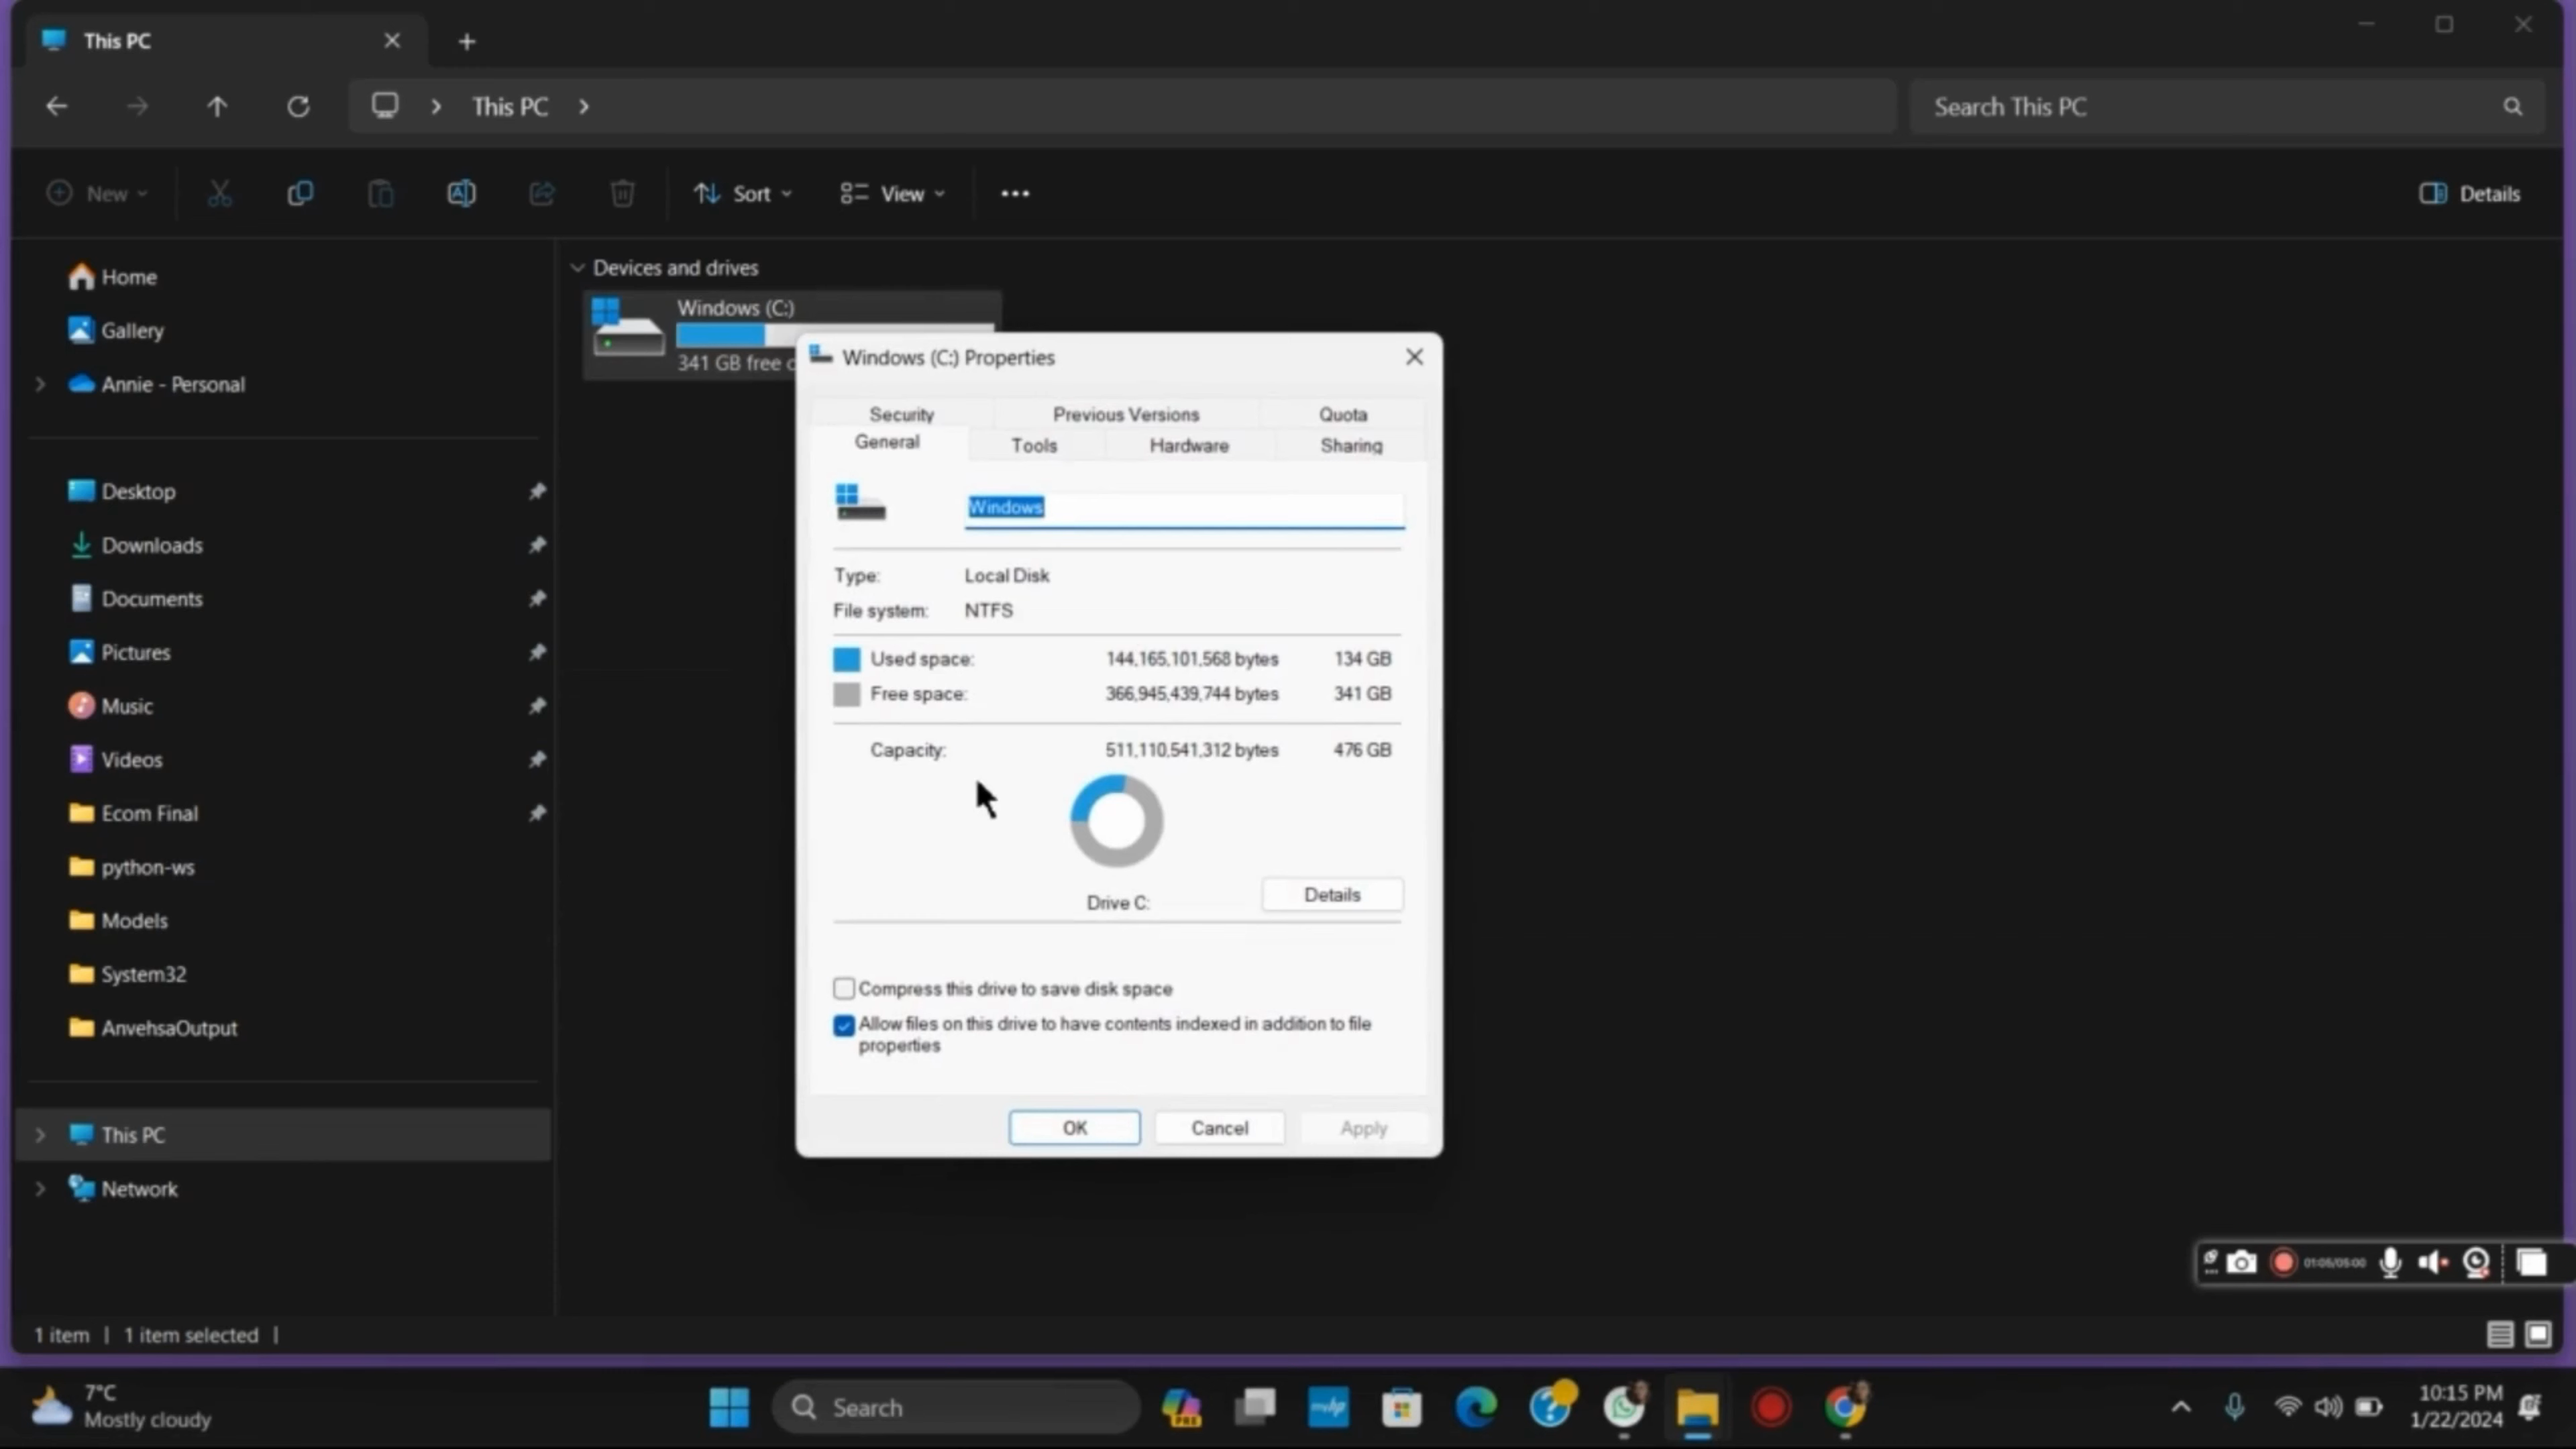 This PC
This PC
Search This PC
New
Sort
View
Details
Home
Gallery
Annie - Personal
Desktop
Downloads
Documents
Pictures
Music
Videos
Ecom Final
python-ws
Models
System32
AnvehsaOutput
This PC
Network
Devices and drives
Windows (C:)
341 GB free
Windows (C:) Properties
Security Previous Versions Quota
General Tools Hardware Sharing
Windows
Type: Local Disk
File system: NTFS
Used space: 144,165,101,568 bytes 134 GB
Free space: 366,945,439,744 bytes 341 GB
Capacity: 511,110,541,312 bytes 476 GB
Drive C:
Details
Compress this drive to save disk space
Allow files on this drive to have contents indexed in addition to file
properties
OK Cancel Apply
01:05/05:00
1 item | 1 item selected |
7°C
Mostly cloudy
Search
PRE
myhp
10:15 PM
1/22/2024